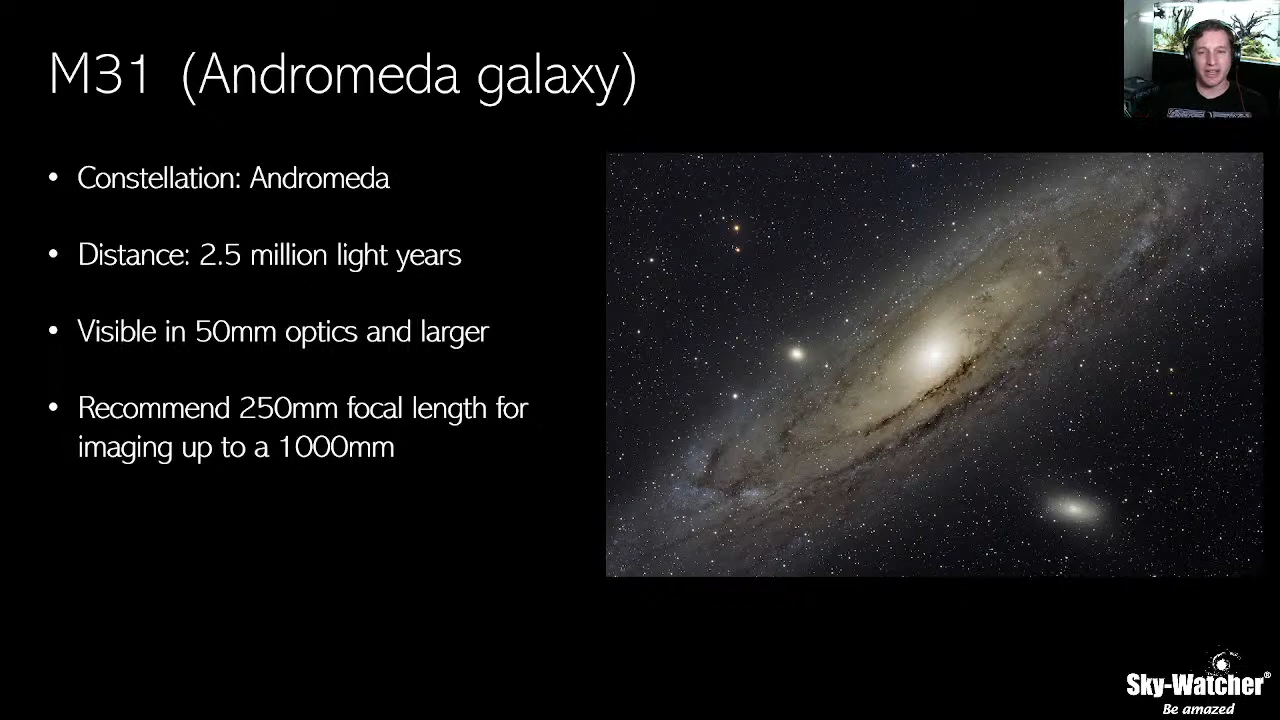 M31 (Andromeda galaxy)
• Constellation: Andromeda
• Distance: 2.5 million light years
• Visible in 50mm optics and larger
• Recommend 250mm focal length for
imaging up to a 1000mm
Sky-Watcher®
Be amazed